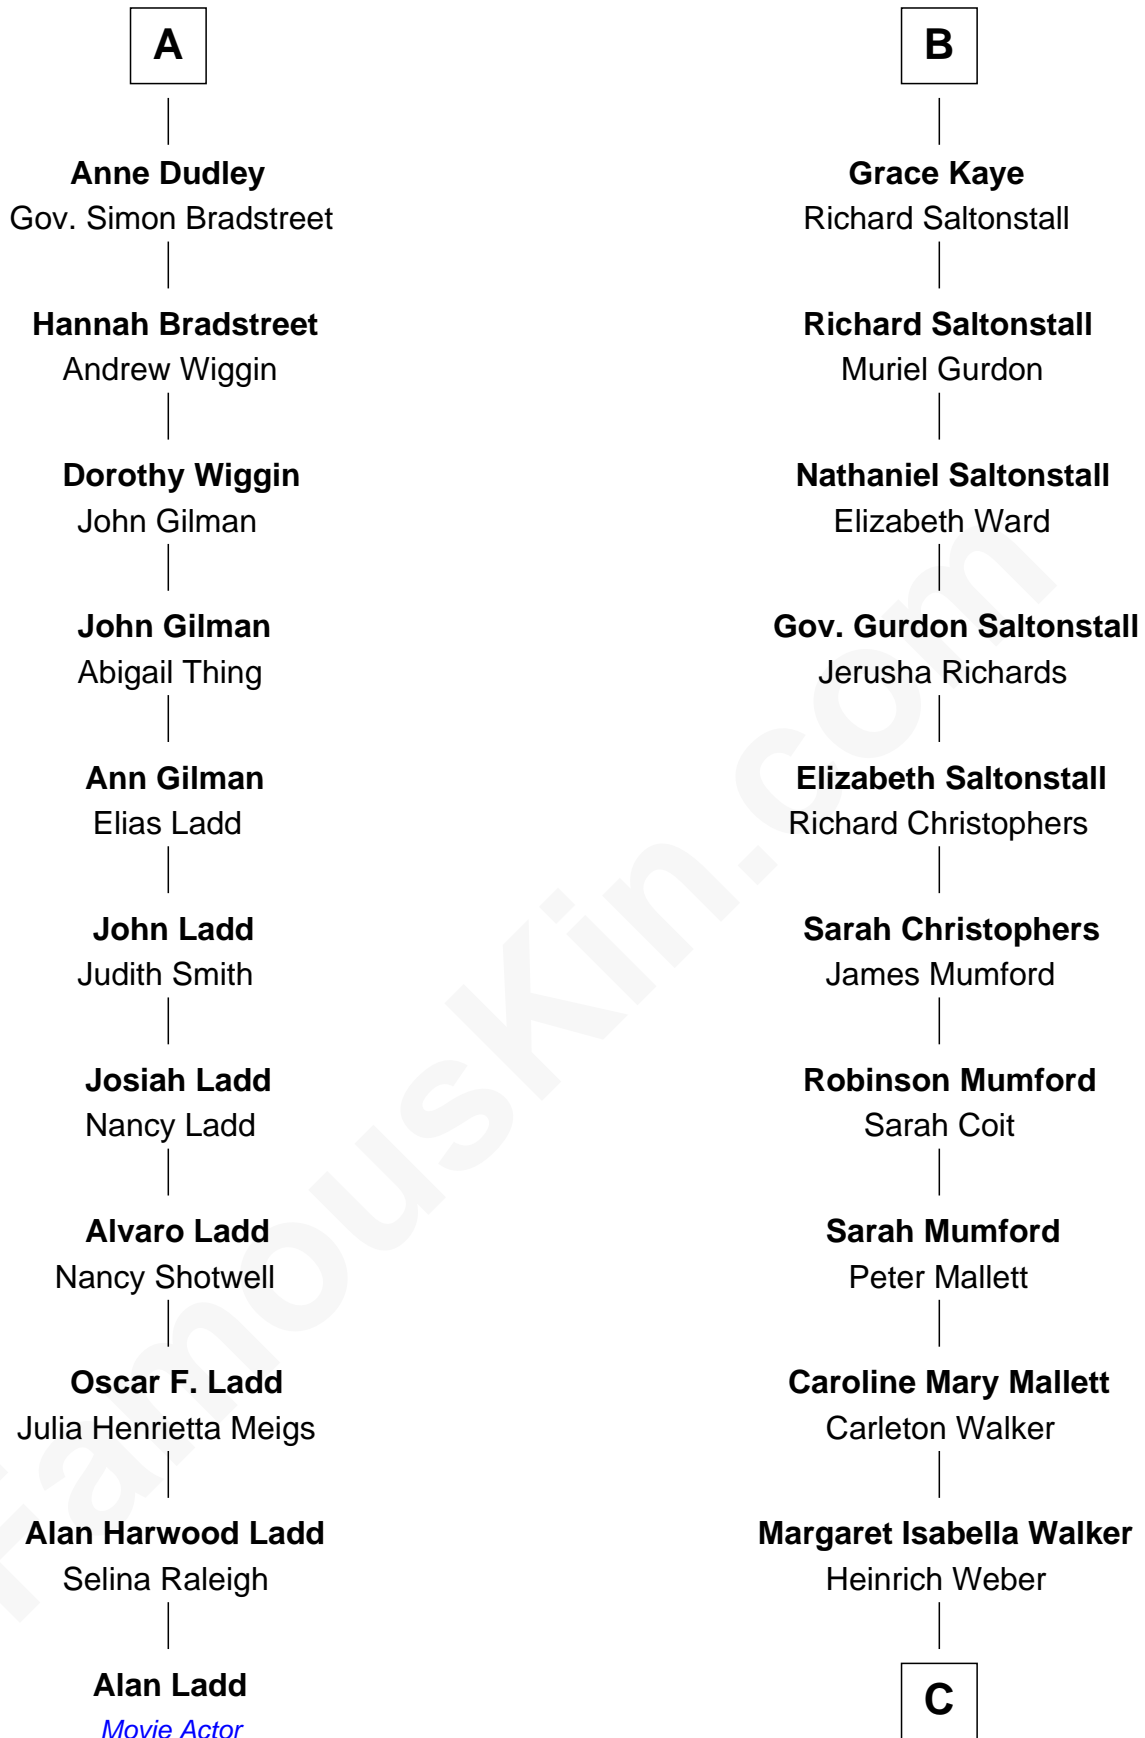 A
Anne Dudley
Gov. Simon Bradstreet
Hannah Bradstreet
Andrew Wiggin
Dorothy Wiggin
John Gilman
John Gilman
Abigail Thing
Ann Gilman
Elias Ladd
John Ladd
Judith Smith
Josiah Ladd
Nancy Ladd
Alvaro Ladd
Nancy Shotwell
Oscar F. Ladd
Julia Henrietta Meigs
Alan Harwood Ladd
Selina Raleigh
Alan Ladd
Movie Actor
B
Grace Kaye
Richard Saltonstall
Richard Saltonstall
Muriel Gurdon
Nathaniel Saltonstall
Elizabeth Ward
Gov. Gurdon Saltonstall
Jerusha Richards
Elizabeth Saltonstall
Richard Christophers
Sarah Christophers
James Mumford
Robinson Mumford
Sarah Coit
Sarah Mumford
Peter Mallett
Caroline Mary Mallett
Carleton Walker
Margaret Isabella Walker
Heinrich Weber
C
FamousKin.com